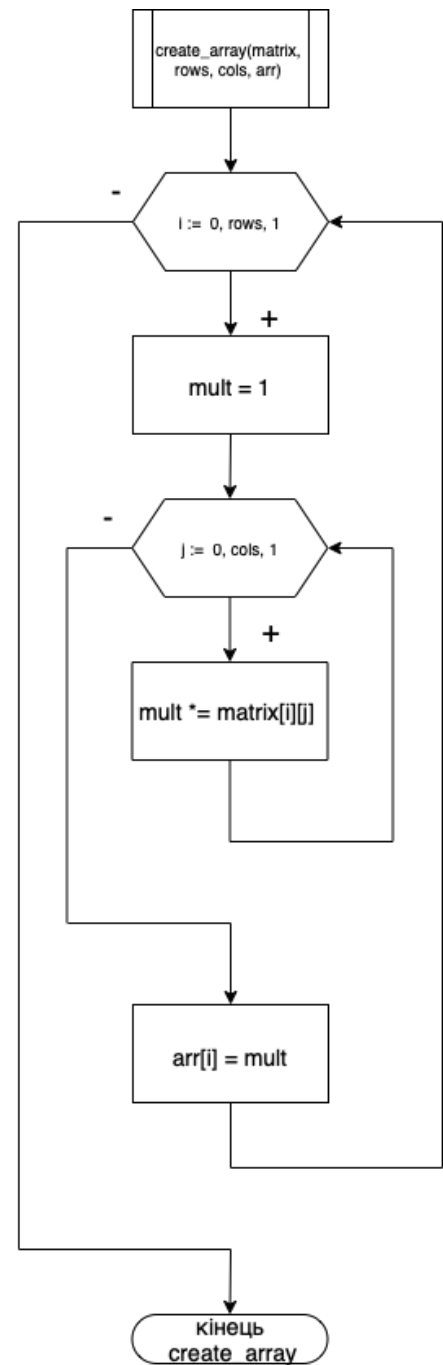 create_array(matrix,
rows, cols, arr)
-
i := 0, rows, 1
+
mult = 1
-
j := 0, cols, 1
+
mult *= matrix[i][j]
arr[i] = mult
кінець
create_array